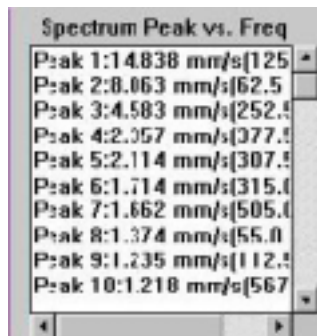 Spectrum Peak vs. Freq
Peak 1:14.838 mm/s(125
Peak 2:8.063 mm/s(62.5
Peak 3:4.583 mm/s(252.5
Peak 4:2.357 mm/s(377.5
Peak 5:2.114 mm/s(307.5
Peak 6:1.714 mm/s(315.0
Peak 7:1.662 mm/s(505.0
Peak 8:1.374 mm/s(55.0
Peak 9:1.235 mm/s(112.5
Peak 10:1.218 mm/s(567